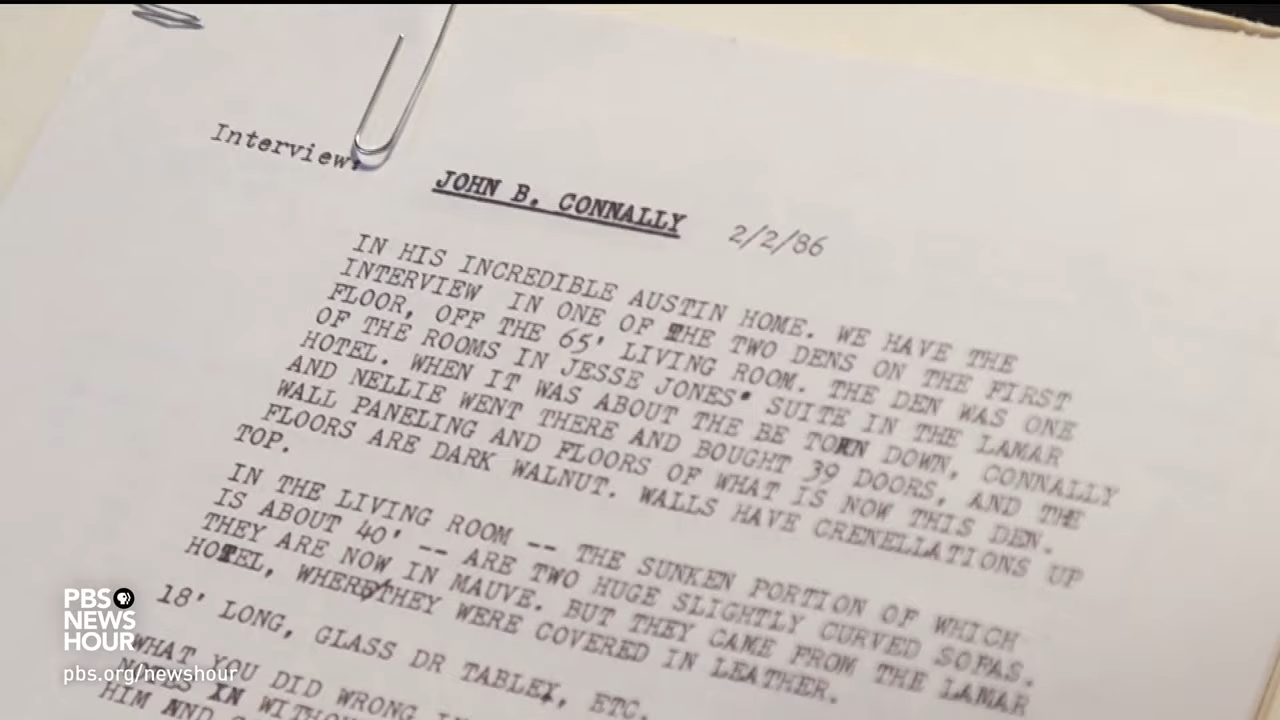 Interview:
JOHN B. CONNALLY 2/2/86
IN HIS INCREDIBLE AUSTIN HOME. WE HAVE THE
INTERVIEW IN ONE OF THE TWO DENS ON THE FIRST
FLOOR, OFF THE 65' LIVING ROOM. THE DEN WAS ONE
OF THE ROOMS IN JESSE JONES' SUITE IN THE LAMAR
HOTEL. WHEN IT WAS ABOUT THE BE TORN DOWN, CONNALLY
AND NELLIE WENT THERE AND BOUGHT 39 DOORS, AND THE
WALL PANELING AND FLOORS OF WHAT IS NOW THIS DEN.
FLOORS ARE DARK WALNUT. WALLS HAVE CRENELLATIONS UP
TOP.
IN THE LIVING ROOM -- THE SUNKEN PORTION OF WHICH
IS ABOUT 40' -- ARE TWO HUGE SLIGHTLY CURVED SOFAS.
THEY ARE NOW IN MAUVE. BUT THEY CAME FROM THE LAMAR
HOTEL, WHERE/THEY WERE COVERED IN LEATHER.
18' LONG, GLASS DR TABLE, ETC.
WHAT YOU DID WRONG
IN WITHOUT
HIM AND
PBS
NEWS
HOUR
pbs.org/newshour